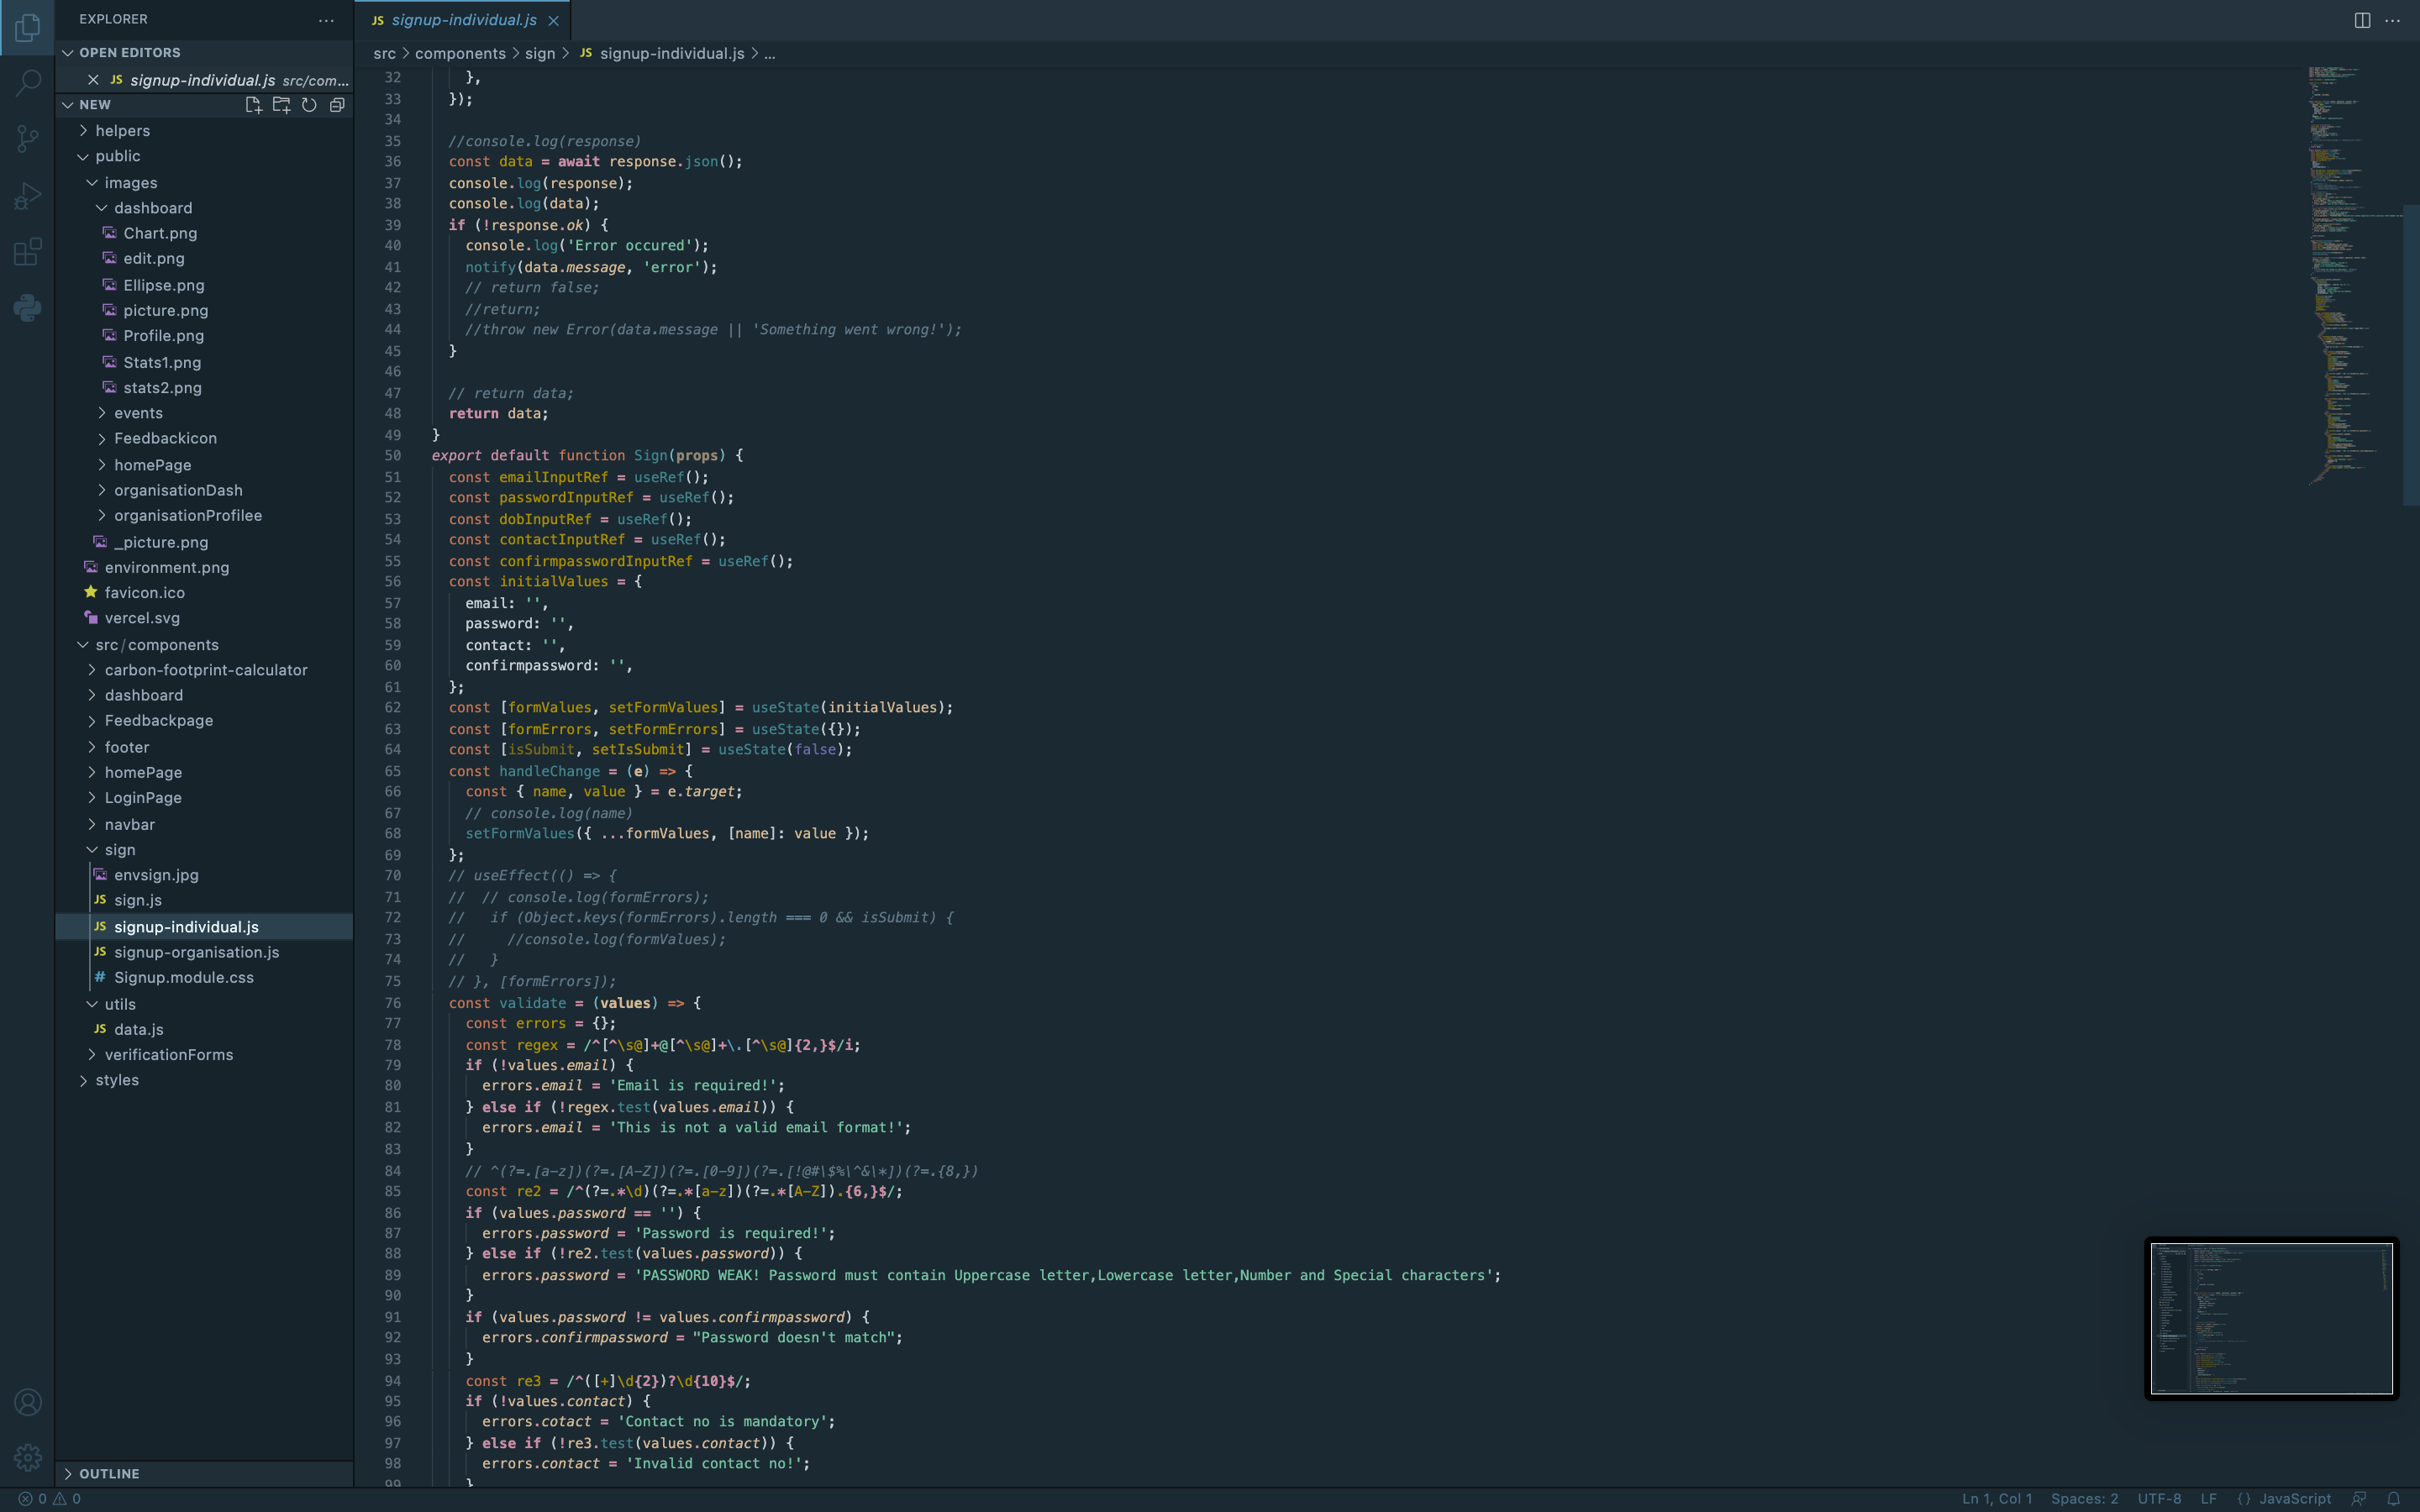 EXPLORER
OPEN EDITORS
JS signup-individual.js src/com...
NEW
helpers
public
images
dashboard
Chart.png
edit.png
Ellipse.png
picture.png
Profile.png
Stats1.png
stats2.png
events
Feedbackicon
homePage
organisationDash
organisationProfilee
_picture.png
environment.png
favicon.ico
vercel.svg
src/components
carbon-footprint-calculator
dashboard
Feedbackpage
footer
homePage
LoginPage
navbar
sign
envsign.jpg
JS sign.js
JS signup-individual.js
JS signup-organisation.js
# Signup.module.css
utils
JS data.js
verificationForms
styles
OUTLINE
JS signup-individual.js
src > components > sign > JS signup-individual.js > ...
32 },
33 });
34
35 //console.log(response)
36 const data = await response.json();
37 console.log(response);
38 console.log(data);
39 if (!response.ok) {
40 console.log('Error occured');
41 notify(data.message, 'error');
42 // return false;
43 //return;
44 //throw new Error(data.message || 'Something went wrong!');
45 }
46
47 // return data;
48 return data;
49 }
50 export default function Sign(props) {
51 const emailInputRef = useRef();
52 const passwordInputRef = useRef();
53 const dobInputRef = useRef();
54 const contactInputRef = useRef();
55 const confirmpasswordInputRef = useRef();
56 const initialValues = {
57 email: '',
58 password: '',
59 contact: '',
60 confirmpassword: '',
61 };
62 const [formValues, setFormValues] = useState(initialValues);
63 const [formErrors, setFormErrors] = useState({});
64 const [isSubmit, setIsSubmit] = useState(false);
65 const handleChange = (e) => {
66 const { name, value } = e.target;
67 // console.log(name)
68 setFormValues({ ...formValues, [name]: value });
69 };
70 // useEffect(() => {
71 // // console.log(formErrors);
72 // if (Object.keys(formErrors).length === 0 && isSubmit) {
73 // //console.log(formValues);
74 // }
75 // }, [formErrors]);
76 const validate = (values) => {
77 const errors = {};
78 const regex = /^[^\s@]+@[^\s@]+\.[^\s@]{2,}$/i;
79 if (!values.email) {
80 errors.email = 'Email is required!';
81 } else if (!regex.test(values.email)) {
82 errors.email = 'This is not a valid email format!';
83 }
84 // ^(?=.[a-z])(?=.[A-Z])(?=.[0-9])(?=.[!@#\$%\^&\*])(?=.{8,})
85 const re2 = /^(?=.*\d)(?=.*[a-z])(?=.*[A-Z]).{6,}$/;
86 if (values.password == '') {
87 errors.password = 'Password is required!';
88 } else if (!re2.test(values.password)) {
89 errors.password = 'PASSWORD WEAK! Password must contain Uppercase letter,Lowercase letter,Number and Special characters';
90 }
91 if (values.password != values.confirmpassword) {
92 errors.confirmpassword = "Password doesn't match";
93 }
94 const re3 = /^([+]\d{2})?\d{10}$/;
95 if (!values.contact) {
96 errors.cotact = 'Contact no is mandatory';
97 } else if (!re3.test(values.contact)) {
98 errors.contact = 'Invalid contact no!';
99 }
0 0
Ln 1, Col 1 Spaces: 2 UTF-8 LF {} JavaScript